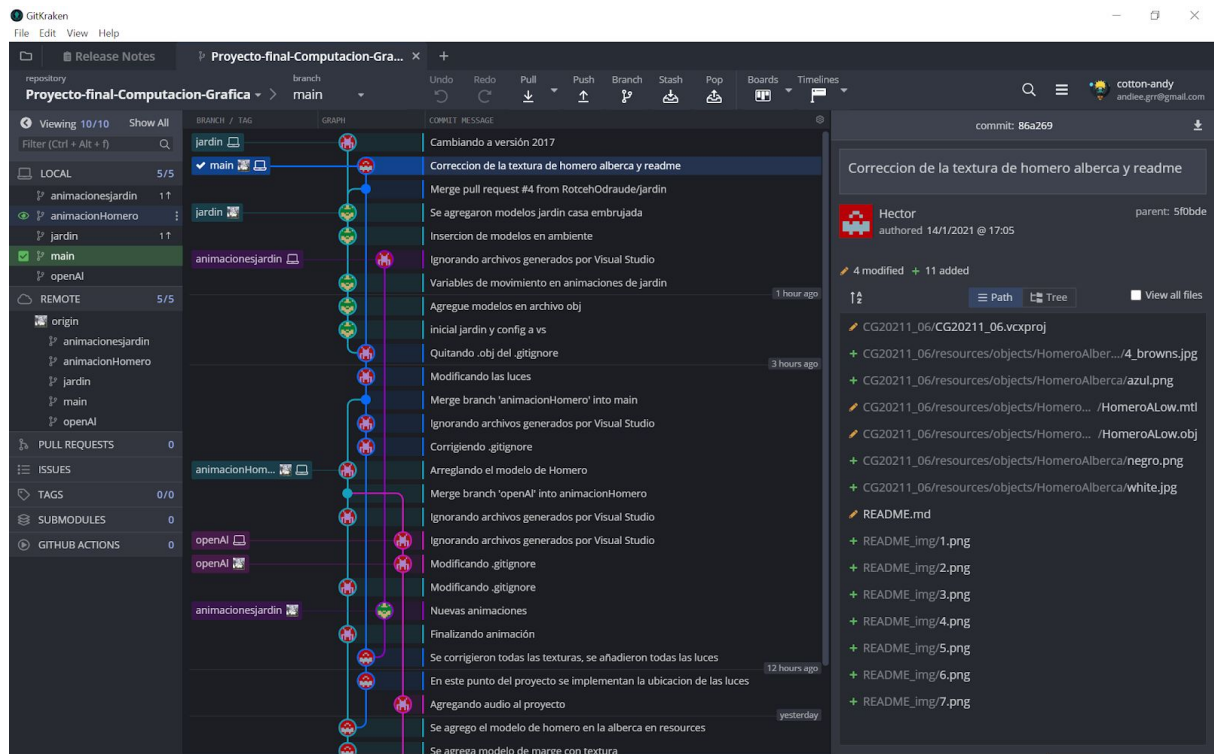 GitKraken
File Edit View Help
Release Notes
Proyecto-final-Computacion-Gra... × +
repository
Proyecto-final-Computacion-Grafica
branch
main
Undo Redo Pull Push Branch Stash Pop Boards Timelines
cotton-andy
andiee.grr@gmail.com
Viewing 10/10 Show All
Filter (Ctrl + Alt + f)
LOCAL 5/5
animacionesjardin 1↑
animacionHomero
jardin 1↑
main
openAl
REMOTE 5/5
origin
animacionesjardin
animacionHomero
jardin
main
openAl
PULL REQUESTS 0
ISSUES 0
TAGS 0/0
SUBMODULES 0
GITHUB ACTIONS 0
BRANCH / TAG GRAPH COMMIT MESSAGE
jardin Cambiando a versión 2017
main Correccion de la textura de homero alberca y readme
Merge pull request #4 from RotcehOdraude/jardin
jardin Se agregaron modelos jardin casa embrujada
Insercion de modelos en ambiente
animacionesjardin Ignorando archivos generados por Visual Studio
Variables de movimiento en animaciones de jardin
1 hour ago
Agregue modelos en archivo obj
inicial jardin y config a vs
Quitando .obj del .gitignore
3 hours ago
Modificando las luces
Merge branch 'animacionHomero' into main
Ignorando archivos generados por Visual Studio
Corrigiendo .gitignore
animacionHom... Arreglando el modelo de Homero
Merge branch 'openAl' into animacionHomero
Ignorando archivos generados por Visual Studio
openAl Ignorando archivos generados por Visual Studio
openAl Modificando .gitignore
Modificando .gitignore
animacionesjardin Nuevas animaciones
Finalizando animación
Se corrigieron todas las texturas, se añadieron todas las luces
12 hours ago
En este punto del proyecto se implementan la ubicacion de las luces
Agregando audio al proyecto
yesterday
Se agrego el modelo de homero en la alberca en resources
Se agrega modelo de marge con textura
commit: 86a269
Correccion de la textura de homero alberca y readme
Hector
authored 14/1/2021 @ 17:05
parent: 5f0bde
4 modified + 11 added
Path Tree View all files
CG20211_06/CG20211_06.vcxproj
+ CG20211_06/resources/objects/HomeroAlber.../4_browns.jpg
+ CG20211_06/resources/objects/HomeroAlberca/azul.png
CG20211_06/resources/objects/Homero... /HomeroALow.mtl
CG20211_06/resources/objects/Homero... /HomeroALow.obj
+ CG20211_06/resources/objects/HomeroAlberca/negro.png
+ CG20211_06/resources/objects/HomeroAlberca/white.jpg
README.md
+ README_img/1.png
+ README_img/2.png
+ README_img/3.png
+ README_img/4.png
+ README_img/5.png
+ README_img/6.png
+ README_img/7.png